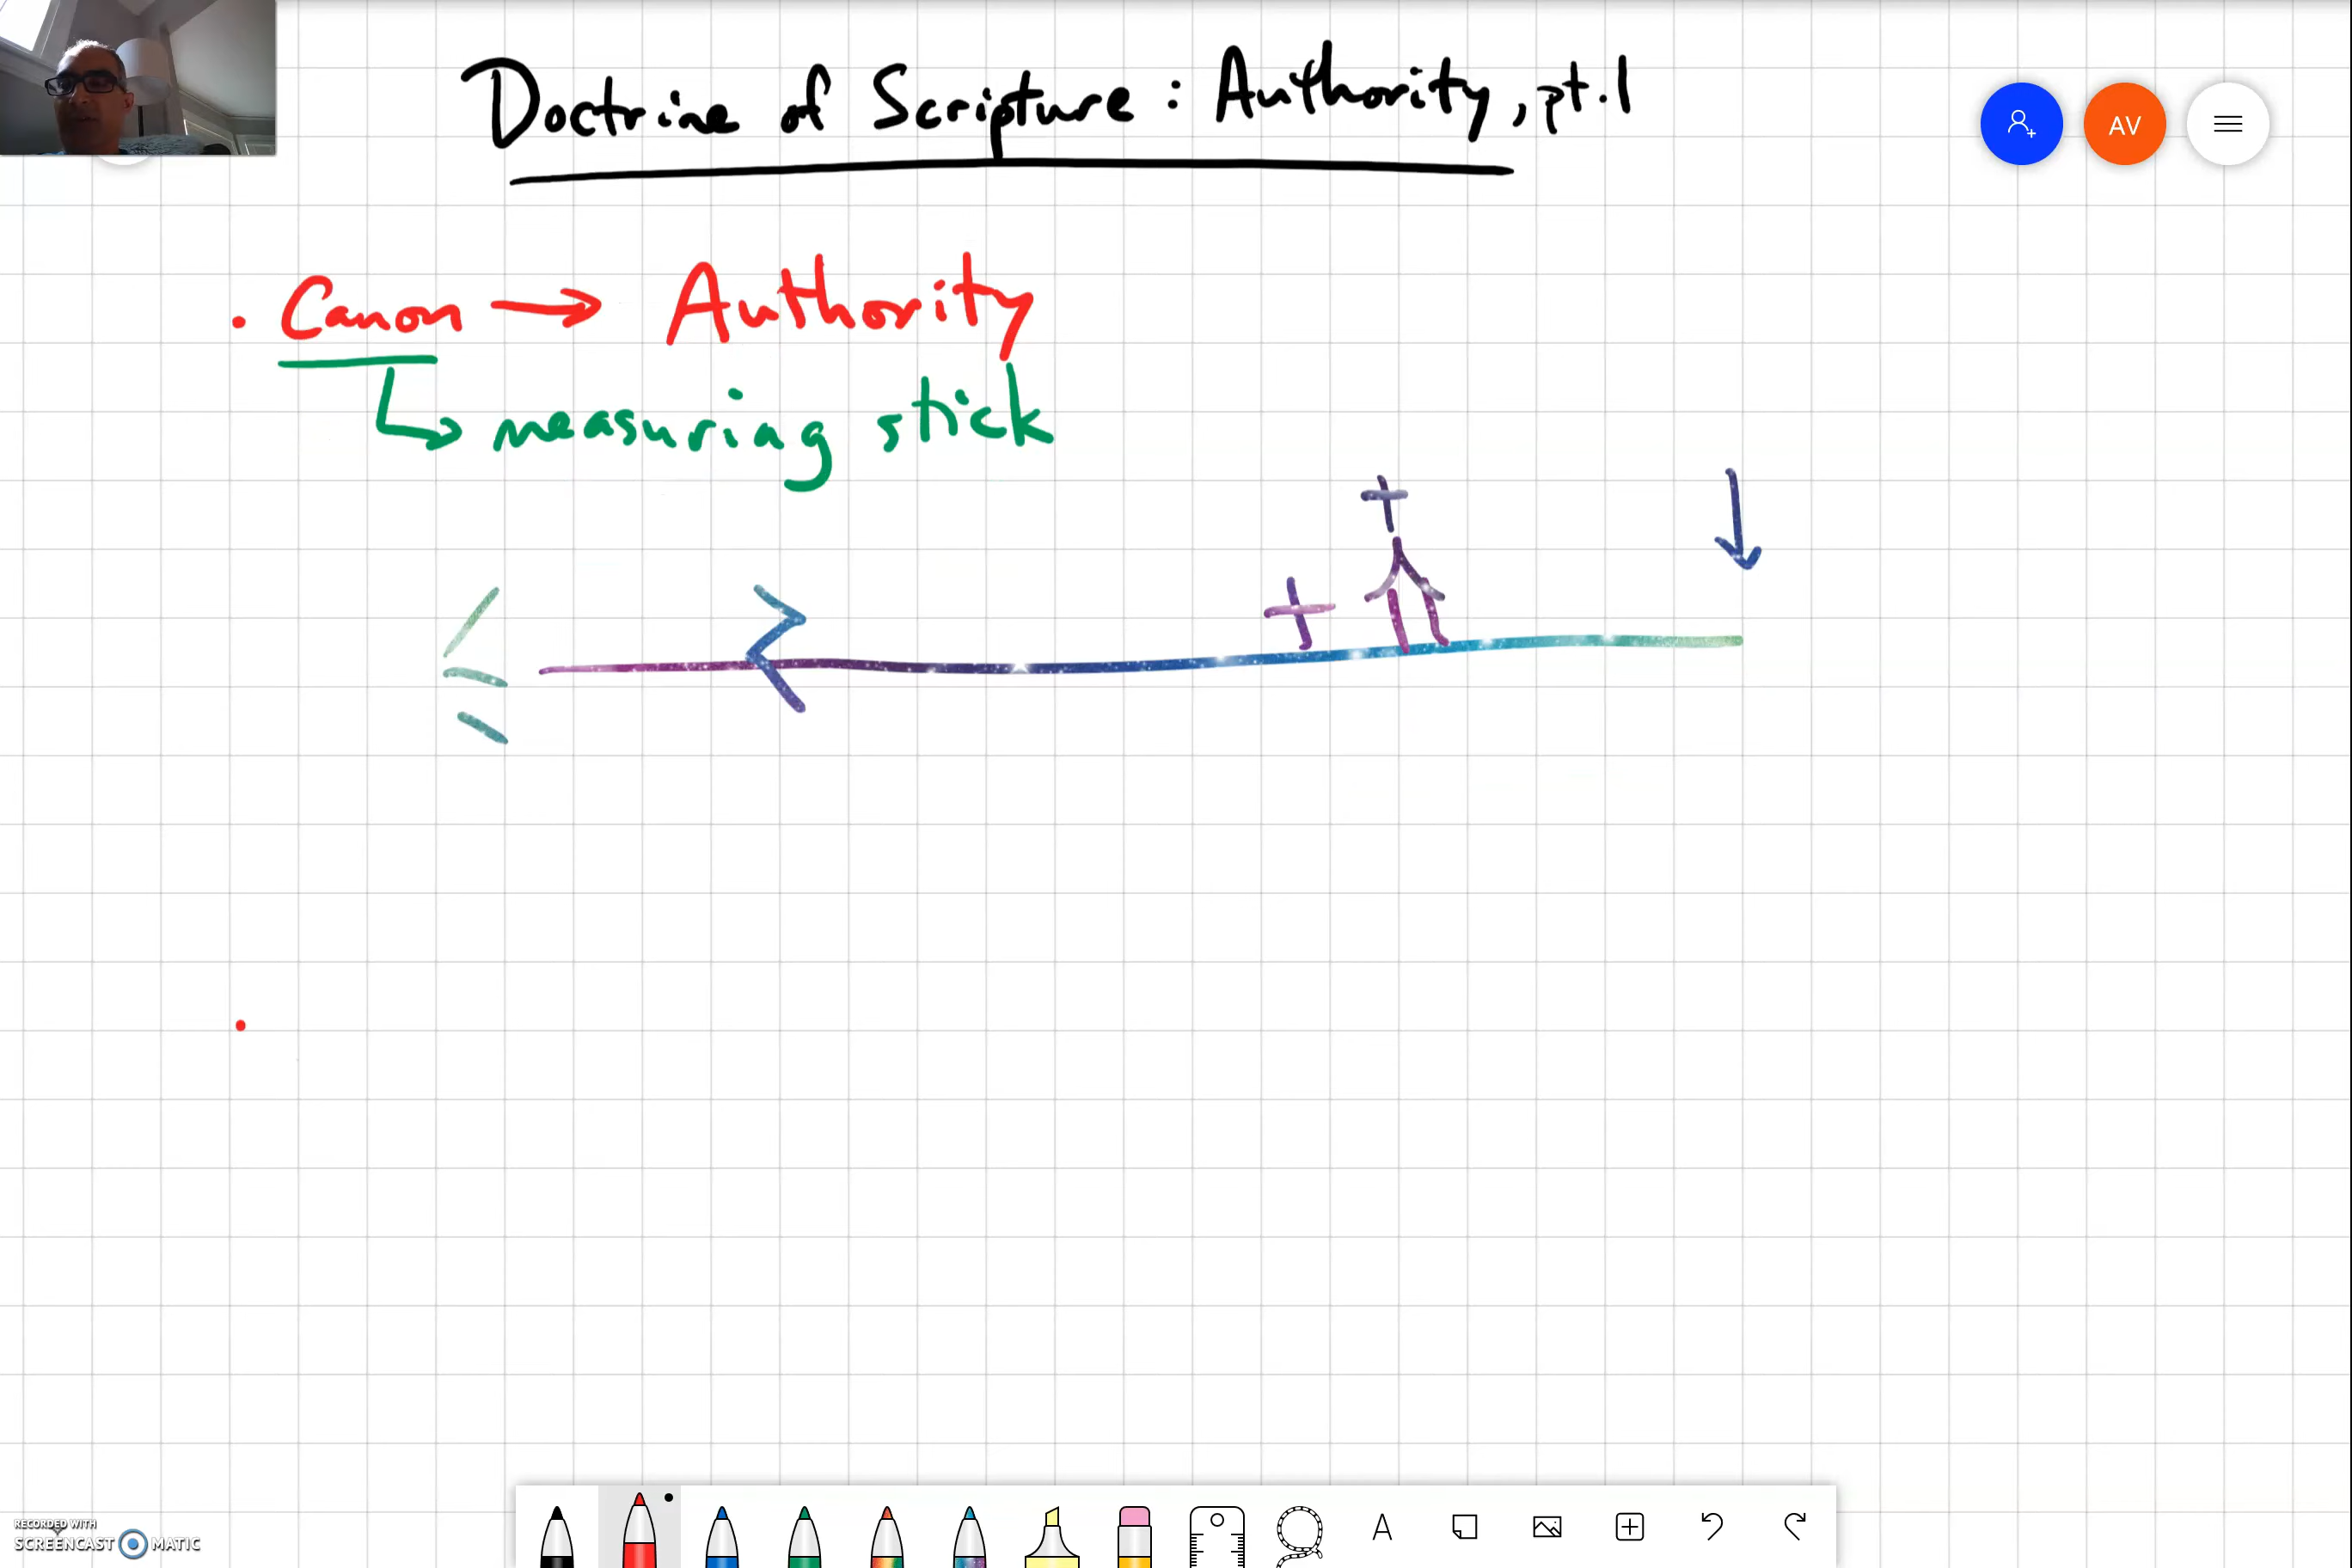 Doctrine of Scripture: Authority, pt.1
AV
. Canon → Authority
↳ measuring stick
RECORDED WITH
SCREENCAST MATIC